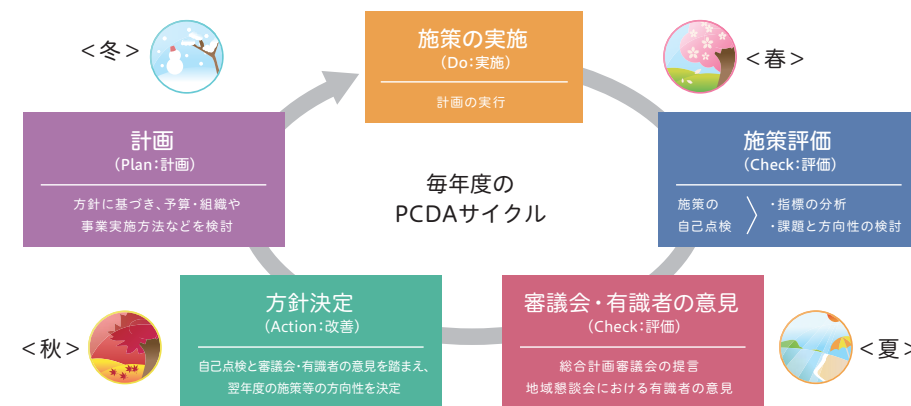 <冬>
施策の実施
(Do:実施)
計画の実行
<春>
計画
(Plan:計画)
方針に基づき、予算・組織や
事業実施方法などを検討
施策評価
(Check:評価)
施策の
自己点検
・指標の分析
・課題と方向性の検討
毎年度の
PCDAサイクル
方針決定
(Action:改善)
自己点検と審議会・有識者の意見を踏まえ、
翌年度の施策等の方向性を決定
審議会・有識者の意見
(Check:評価)
総合計画審議会の提言
地域懇談会における有識者の意見
<秋>
<夏>